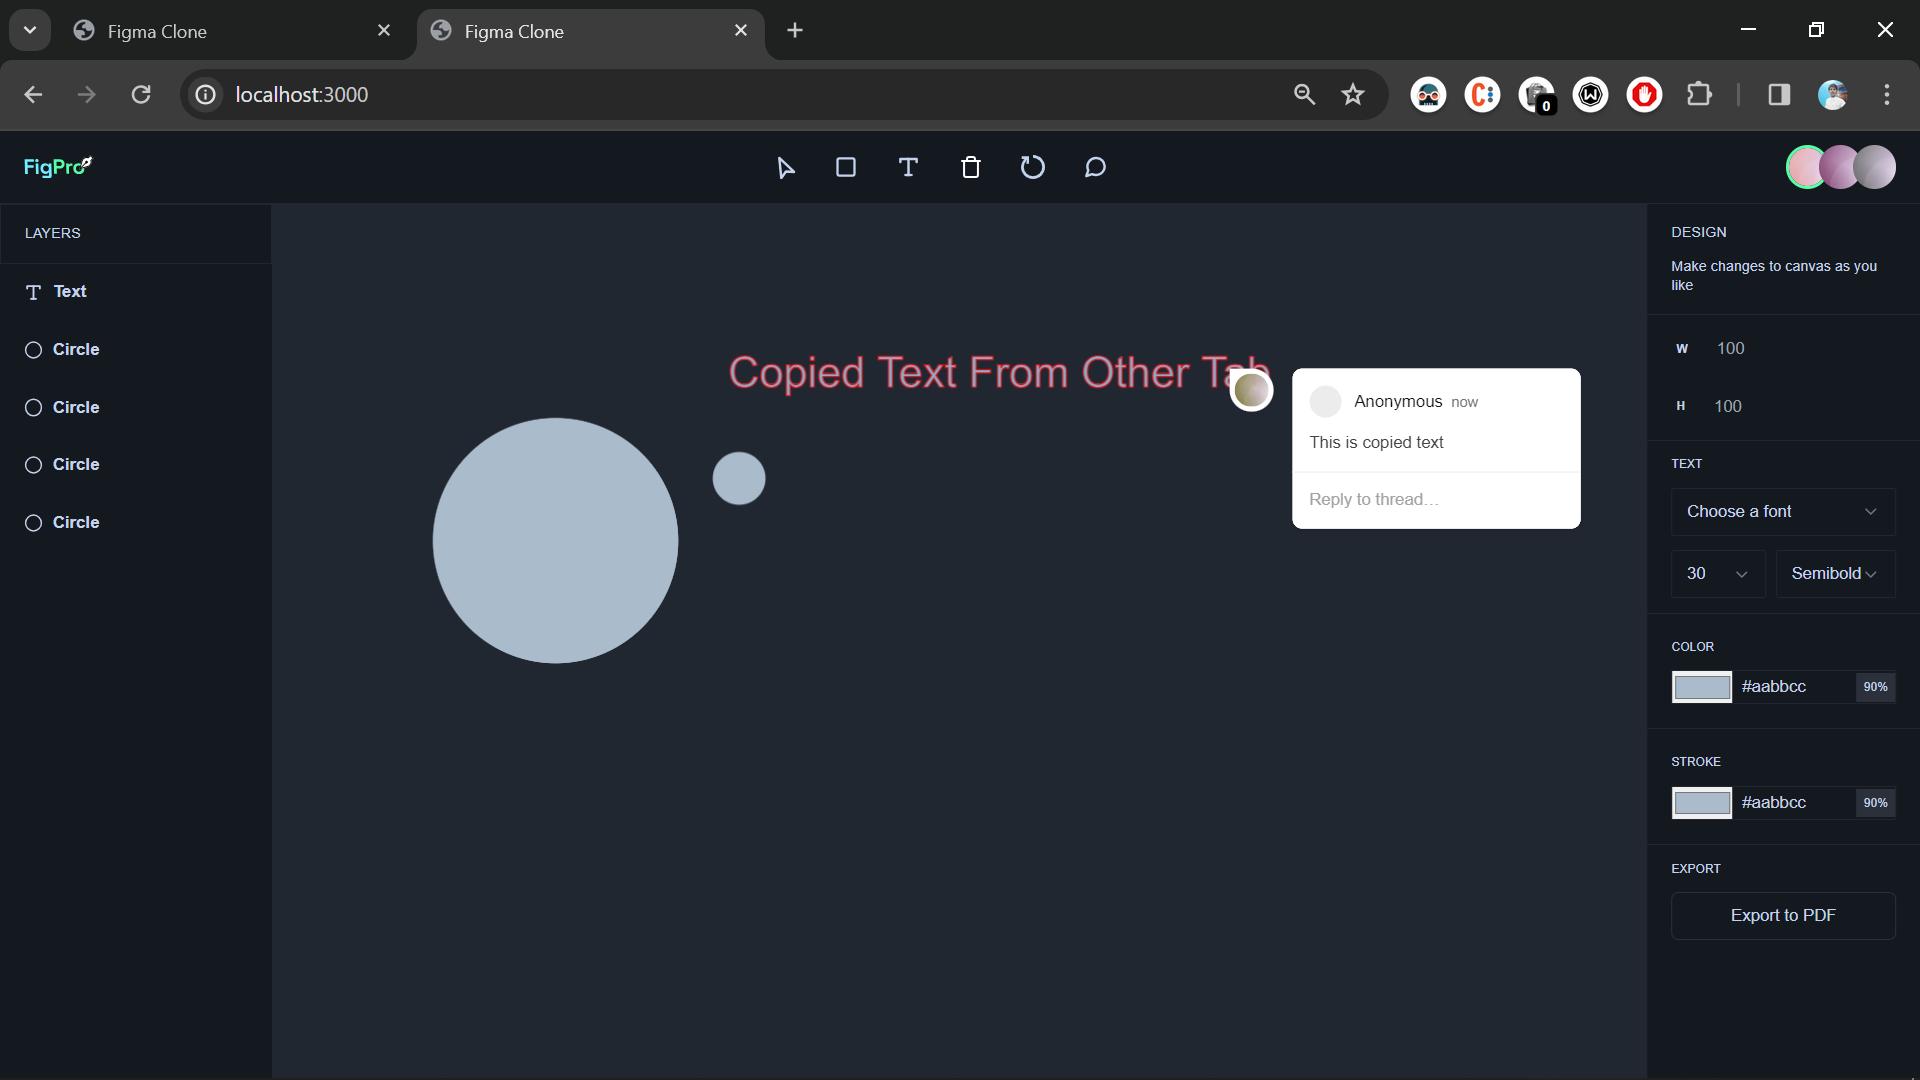 Figma Clone
Figma Clone
localhost:3000
0
FigPro
LAYERS
Text
Circle
Circle
Circle
Circle
Copied Text From Other Tab
Anonymous now
This is copied text
Reply to thread…
DESIGN
Make changes to canvas as you
like
W 100
H 100
TEXT
Choose a font
30 Semibold
COLOR
#aabbcc 90%
STROKE
#aabbcc 90%
EXPORT
Export to PDF